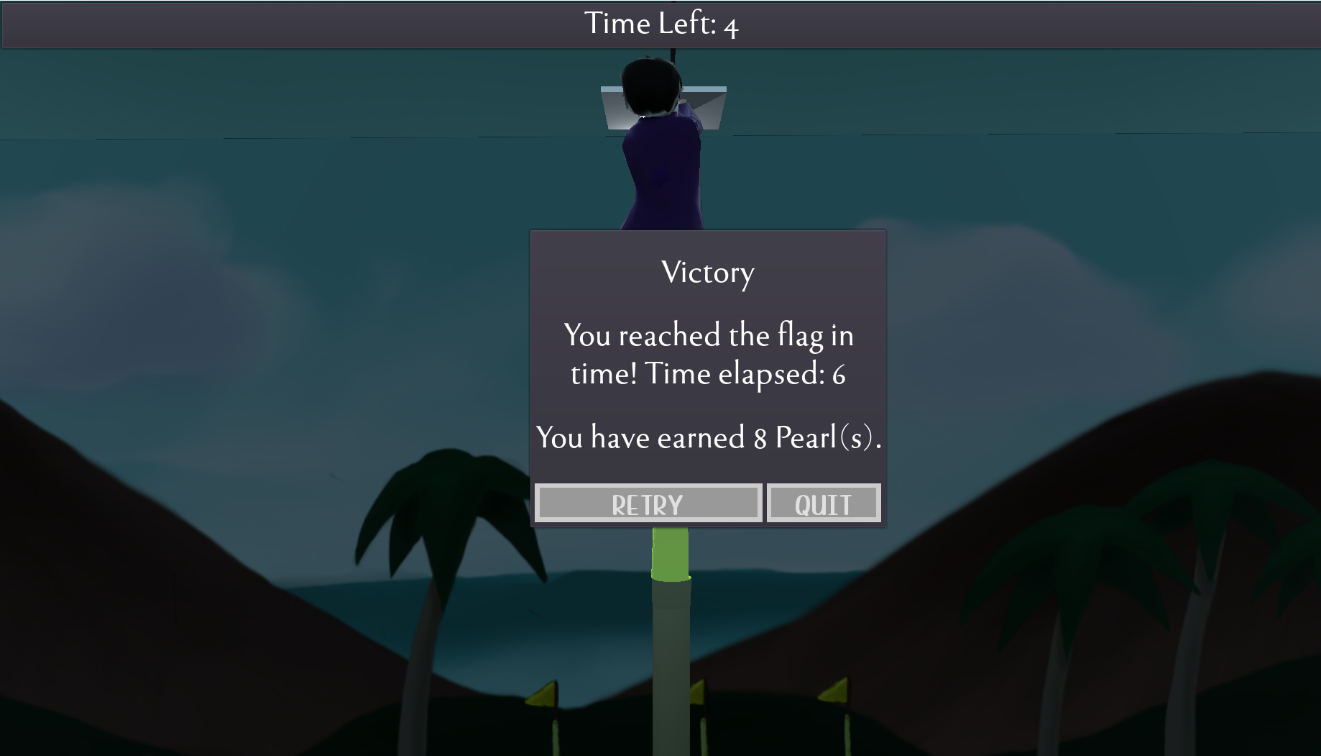 Time Left: 4
Victory
You reached the flag in
time! Time elapsed: 6
You have earned 8 Pearl(s).
RETRY QUIT